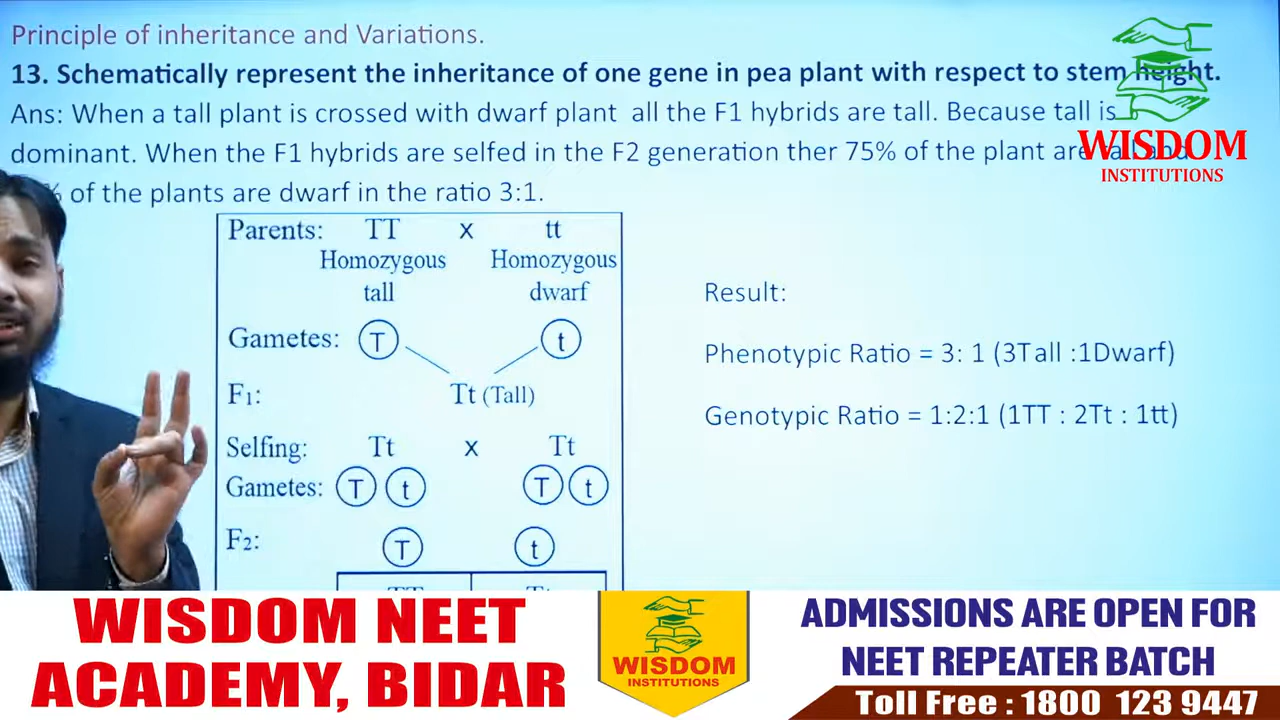 Principle of inheritance and Variations.
13. Schematically represent the inheritance of one gene in pea plant with respect to stem height.
Ans: When a tall plant is crossed with dwarf plant all the F1 hybrids are tall. Because tall is
dominant. When the F1 hybrids are selfed in the F2 generation ther 75% of the plant are
of the plants are dwarf in the ratio 3:1.
WISDOM
INSTITUTIONS
Parents: TT x tt
Homozygous Homozygous
tall dwarf
Gametes: T t
F1: Tt (Tall)
Selfing: Tt x Tt
Gametes: T t T t
F2: T t
Result:
Phenotypic Ratio = 3: 1 (3Tall :1Dwarf)
Genotypic Ratio = 1:2:1 (1TT : 2Tt : 1tt)
WISDOM NEET
ACADEMY, BIDAR
WISDOM
INSTITUTIONS
ADMISSIONS ARE OPEN FOR
NEET REPEATER BATCH
Toll Free : 1800 123 9447